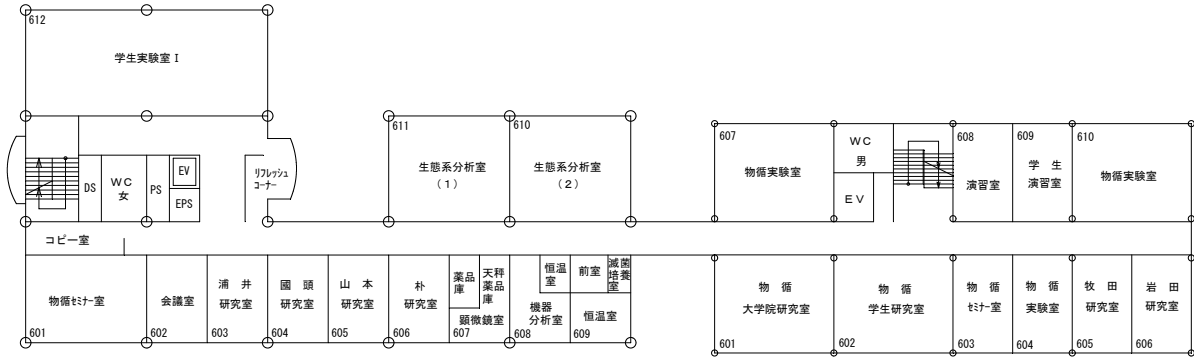 612
学生実験室Ⅰ
611
生態系分析室
(1)
610
生態系分析室
(2)
607
物循実験室
WC
男
EV
608
演習室
609
学生
演習室
610
物循実験室
DS
WC
女
PS
EV
EPS
ﾘﾌﾚｯｼｭ
ｺｰﾅｰ
コピー室
物循ｾﾐﾅｰ室
601
会議室
602
浦井
研究室
603
國頭
研究室
604
山本
研究室
605
朴
研究室
606
薬品
庫
天秤
薬品
庫
顕微鏡室
607
恒温
室
機器
分析室
608
前室
滅菌
培養
室
恒温室
609
物循
大学院研究室
601
物循
学生研究室
602
物循
ｾﾐﾅｰ室
603
物循
実験室
604
牧田
研究室
605
岩田
研究室
606